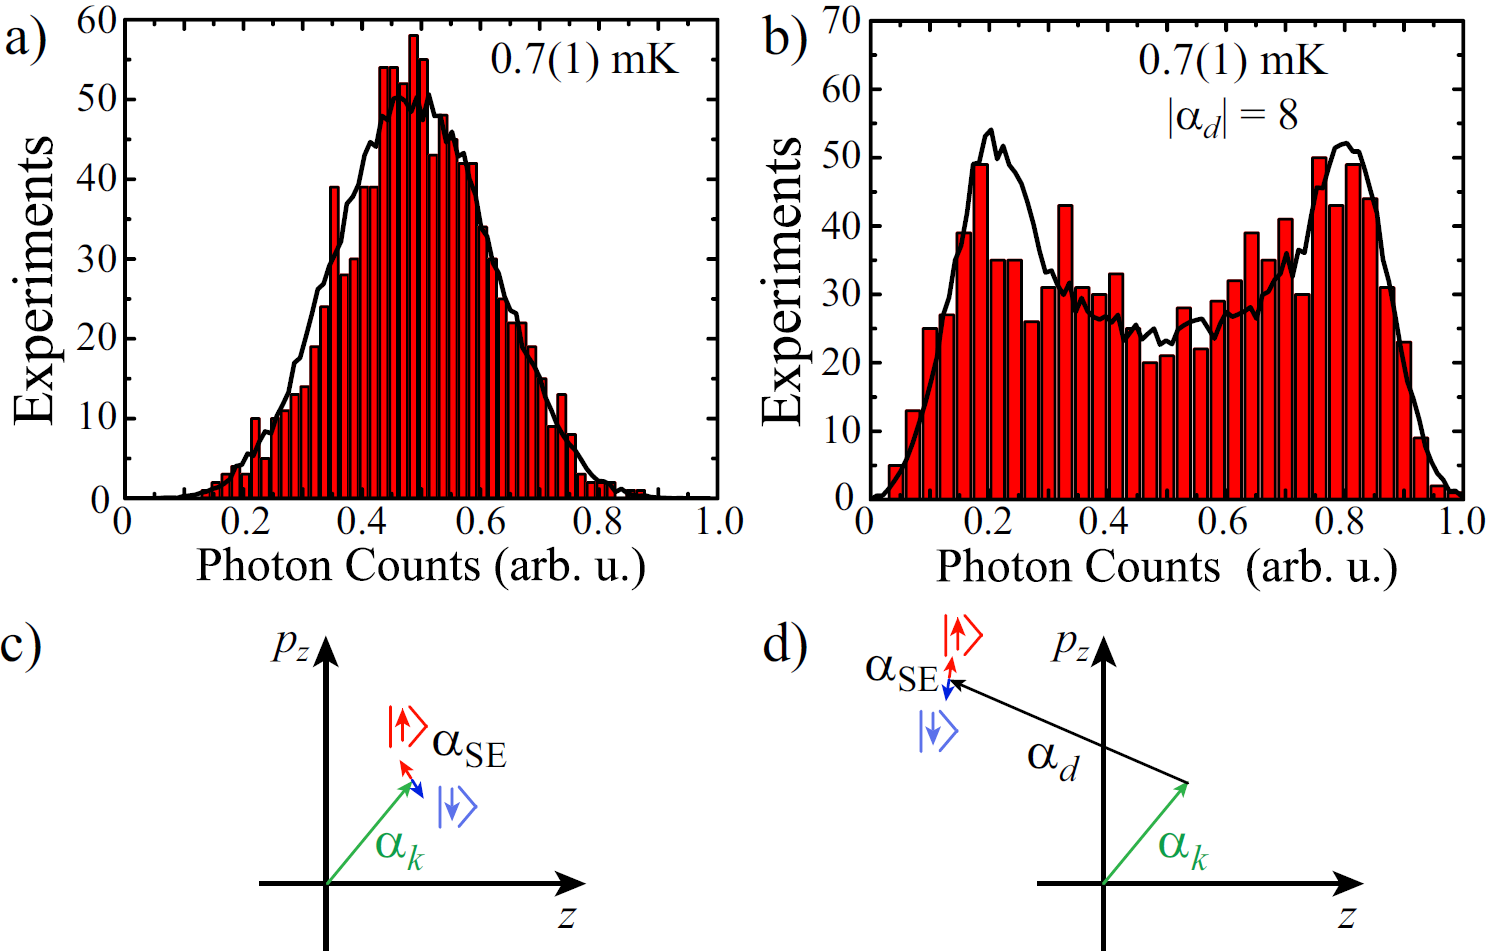 a)
0.7(1) mK
60
50
40
30
20
10
0
Experiments
0
0.2
0.4
0.6
0.8
1.0
Photon Counts (arb. u.)
b)
0.7(1) mK
|α_d| = 8
70
60
50
40
30
20
10
0
Experiments
0
0.2
0.4
0.6
0.8
1.0
Photon Counts (arb. u.)
c)
p_z
|↑⟩
α_SE
|↓⟩
α_k
z
d)
|↑⟩
p_z
α_SE
|↓⟩
α_d
α_k
z